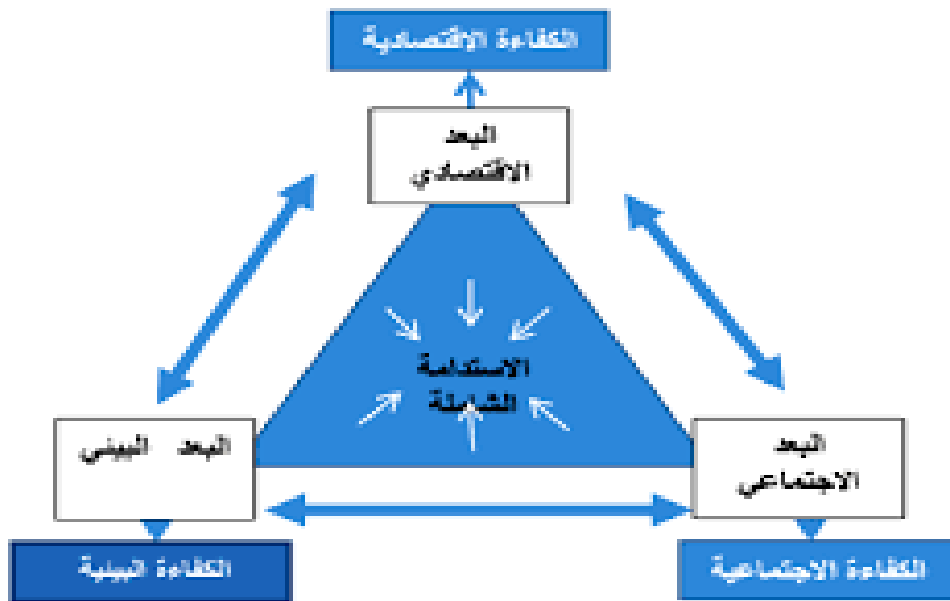 الكفاءة الاقتصادية
البعد
الاقتصادي
الاستدامة
الشاملة
البعد البيئي
البعد
الاجتماعي
الكفاءة البيئية
الكفاءة الاجتماعية